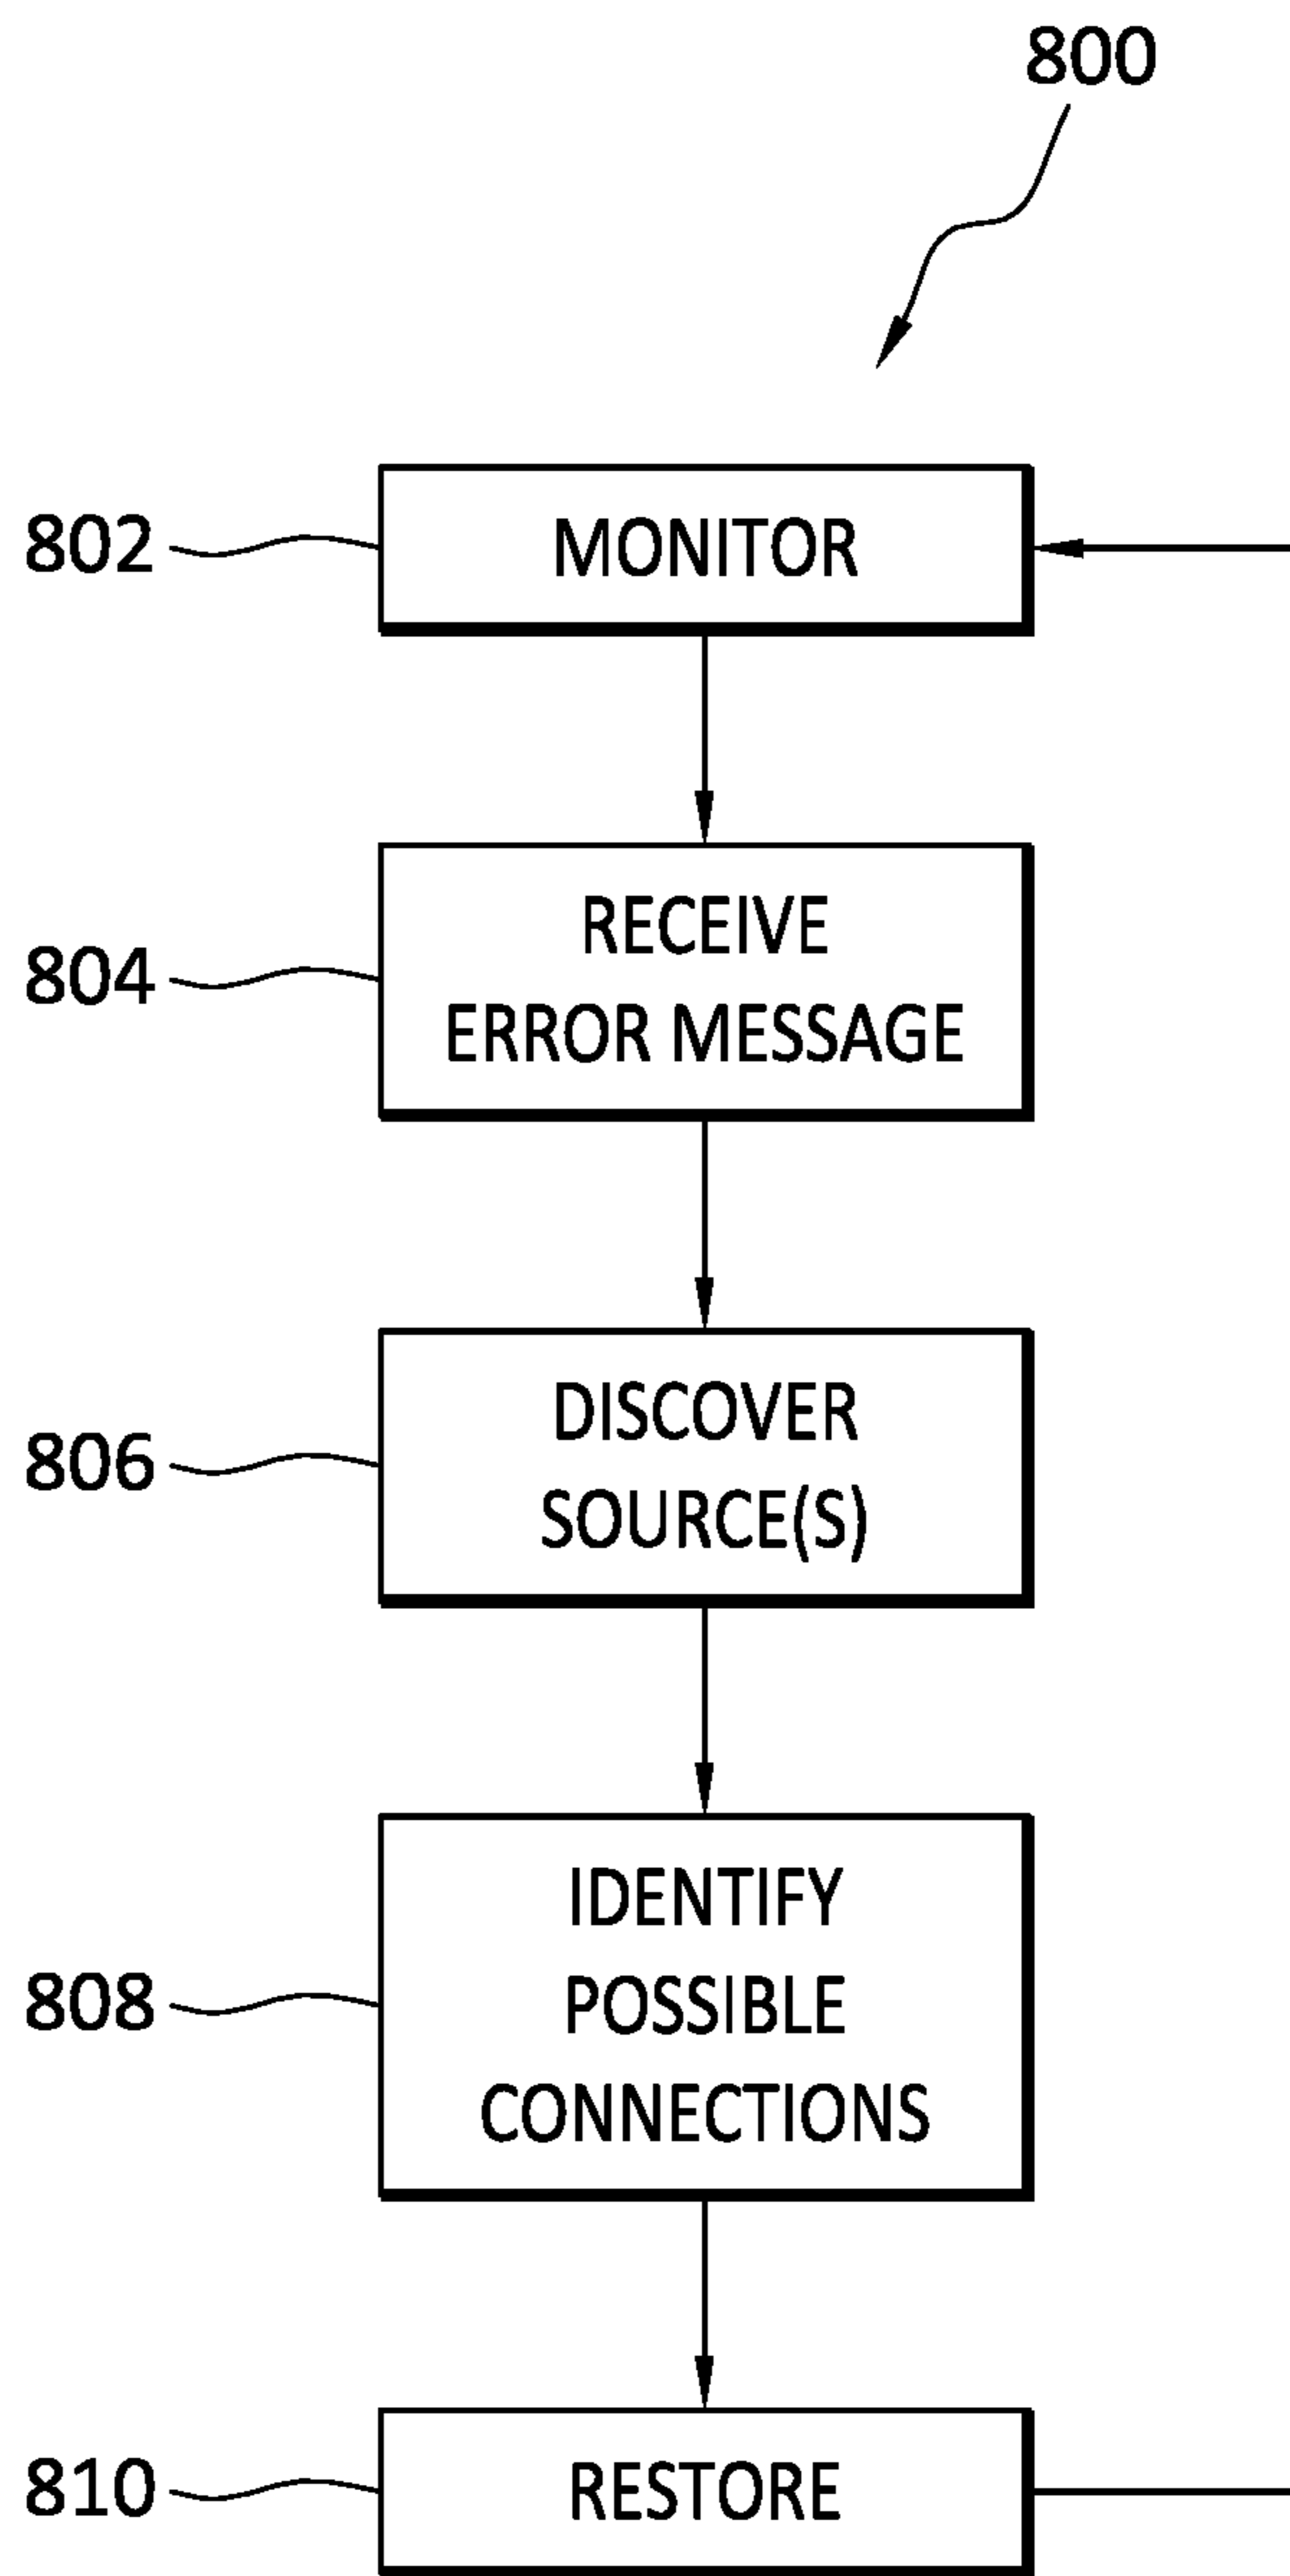 800
802
MONITOR
804
RECEIVE
ERROR MESSAGE
806
DISCOVER
SOURCE(S)
808
IDENTIFY
POSSIBLE
CONNECTIONS
810
RESTORE